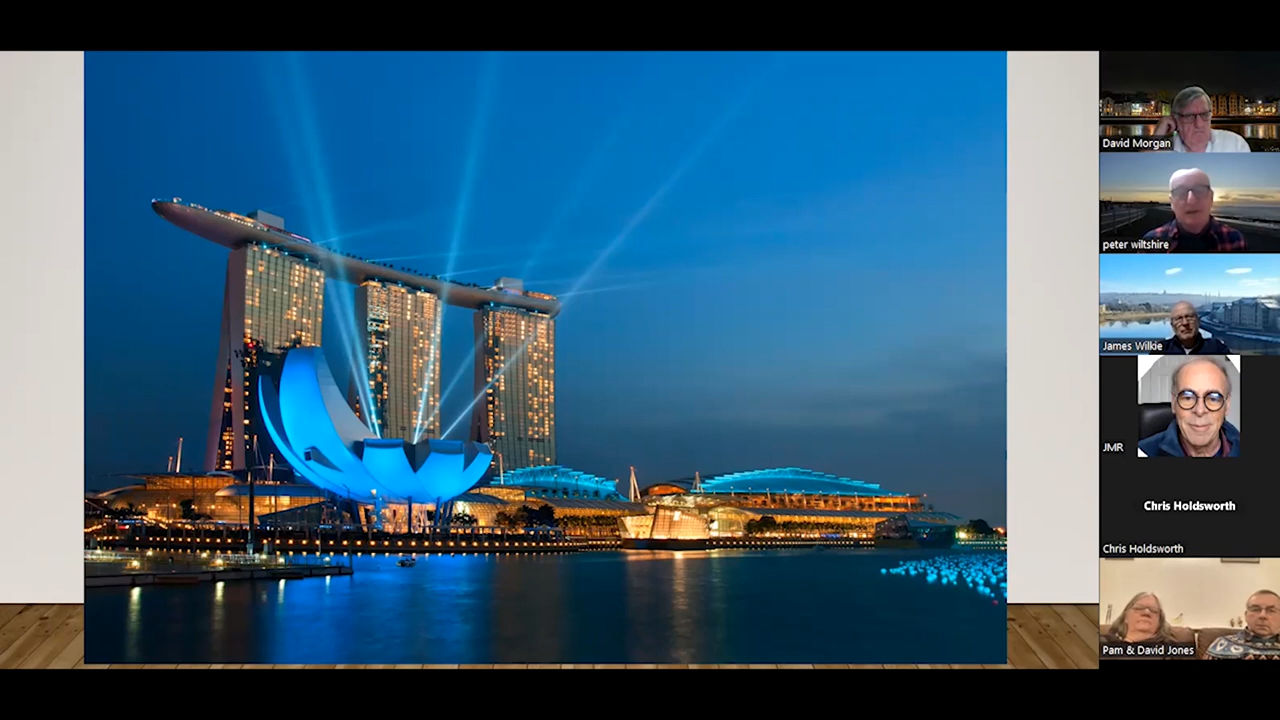 David Morgan
peter wiltshire
James Wilkie
JMR
Chris Holdsworth
Chris Holdsworth
Pam & David Jones